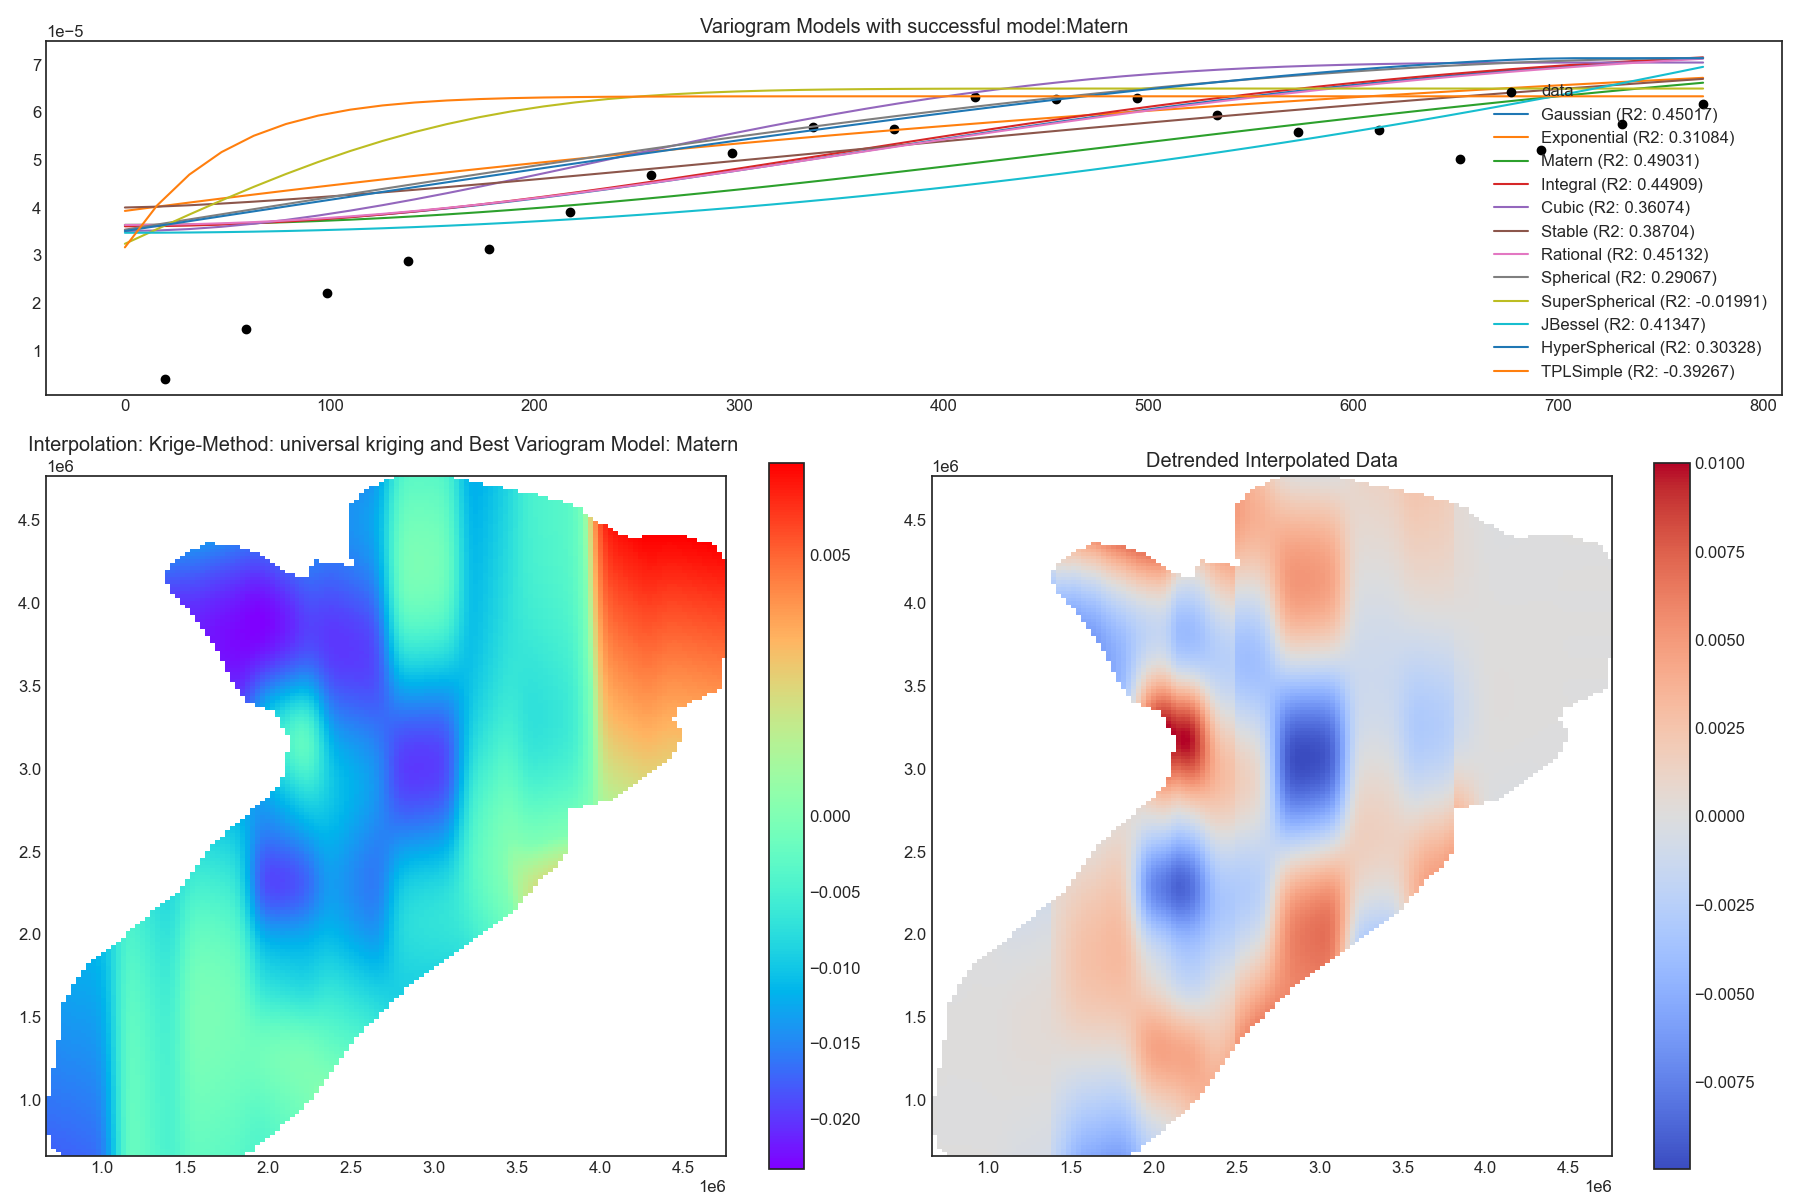 Variogram Models with successful model:Matern
1e−5
7
6
5
4
3
2
1
0 100 200 300 400 500 600 700 800
data
Gaussian (R2: 0.45017)
Exponential (R2: 0.31084)
Matern (R2: 0.49031)
Integral (R2: 0.44909)
Cubic (R2: 0.36074)
Stable (R2: 0.38704)
Rational (R2: 0.45132)
Spherical (R2: 0.29067)
SuperSpherical (R2: -0.01991)
JBessel (R2: 0.41347)
HyperSpherical (R2: 0.30328)
TPLSimple (R2: -0.39267)
Interpolation: Krige-Method: universal kriging and Best Variogram Model: Matern
1e6
4.5
4.0
3.5
3.0
2.5
2.0
1.5
1.0
1.0 1.5 2.0 2.5 3.0 3.5 4.0 4.5
1e6
0.005
0.000
−0.005
−0.010
−0.015
−0.020
Detrended Interpolated Data
1e6
4.5
4.0
3.5
3.0
2.5
2.0
1.5
1.0
1.0 1.5 2.0 2.5 3.0 3.5 4.0 4.5
1e6
0.0100
0.0075
0.0050
0.0025
0.0000
−0.0025
−0.0050
−0.0075